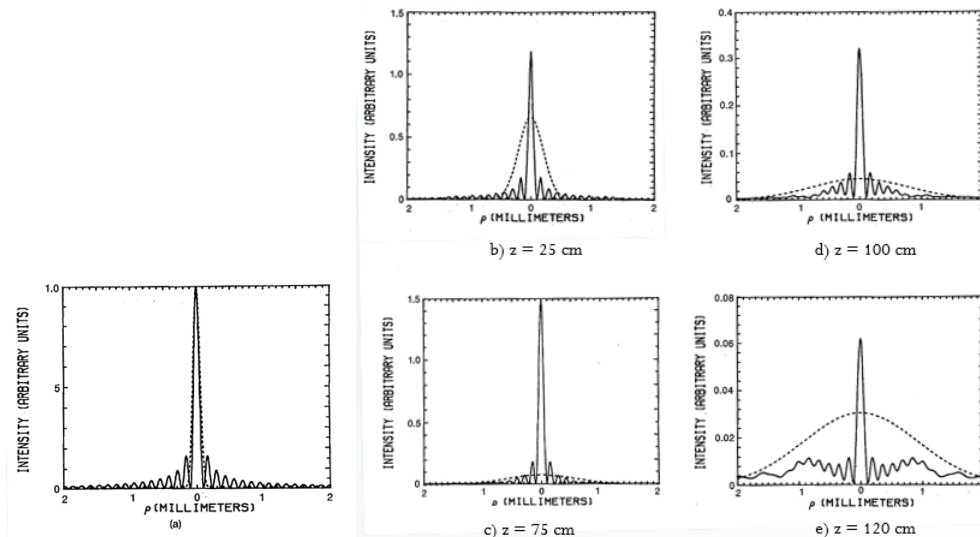 INTENSITY (ARBITRARY UNITS)
1.5
1.0
0.5
0
2 1 0 1 2
ρ (MILLIMETERS)
b) z = 25 cm
INTENSITY (ARBITRARY UNITS)
0.4
0.3
0.2
0.1
0
2 1 0 1
ρ (MILLIMETERS)
d) z = 100 cm
INTENSITY (ARBITRARY UNITS)
1.0
5
0
2 1 0 1 2
ρ (MILLIMETERS)
(a)
INTENSITY (ARBITRARY UNITS)
1.5
1.0
0.5
0
2 1 0 1 2
ρ (MILLIMETERS)
c) z = 75 cm
INTENSITY (ARBITRARY UNITS)
0.08
0.06
0.04
0.02
0
2 1 0 1
ρ (MILLIMETERS)
e) z = 120 cm